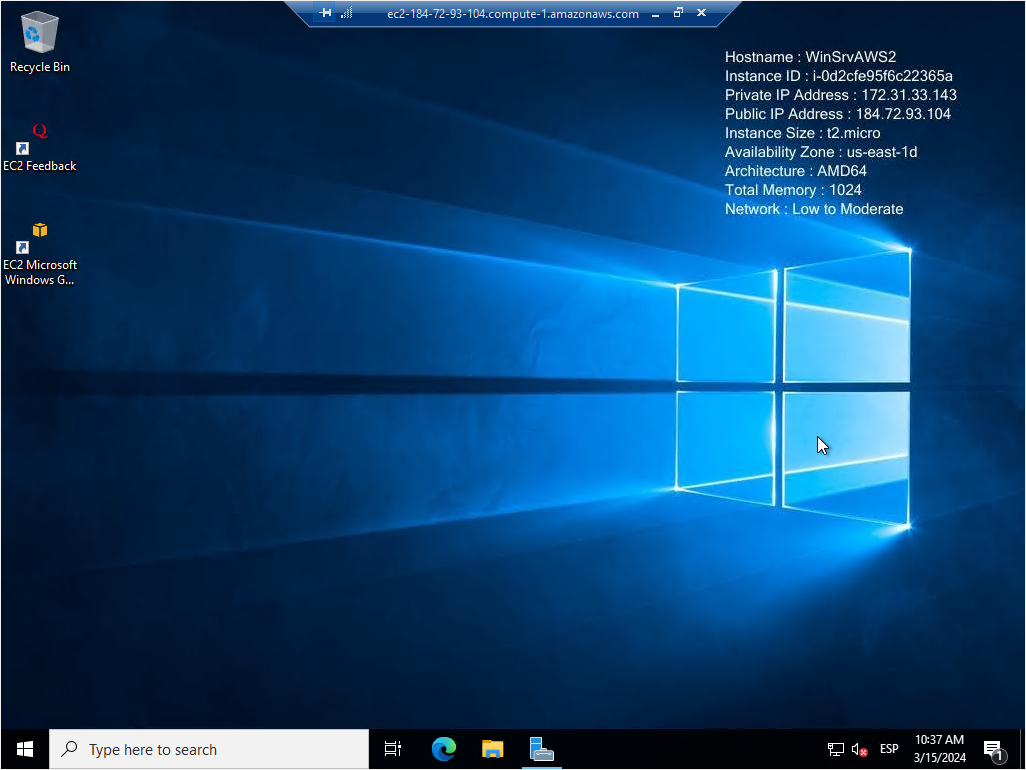 ec2-184-72-93-104.compute-1.amazonaws.com
Recycle Bin
EC2 Feedback
EC2 Microsoft
Windows G...
Hostname : WinSrvAWS2
Instance ID : i-0d2cfe95f6c22365a
Private IP Address : 172.31.33.143
Public IP Address : 184.72.93.104
Instance Size : t2.micro
Availability Zone : us-east-1d
Architecture : AMD64
Total Memory : 1024
Network : Low to Moderate
Type here to search
ESP
10:37 AM
3/15/2024
1